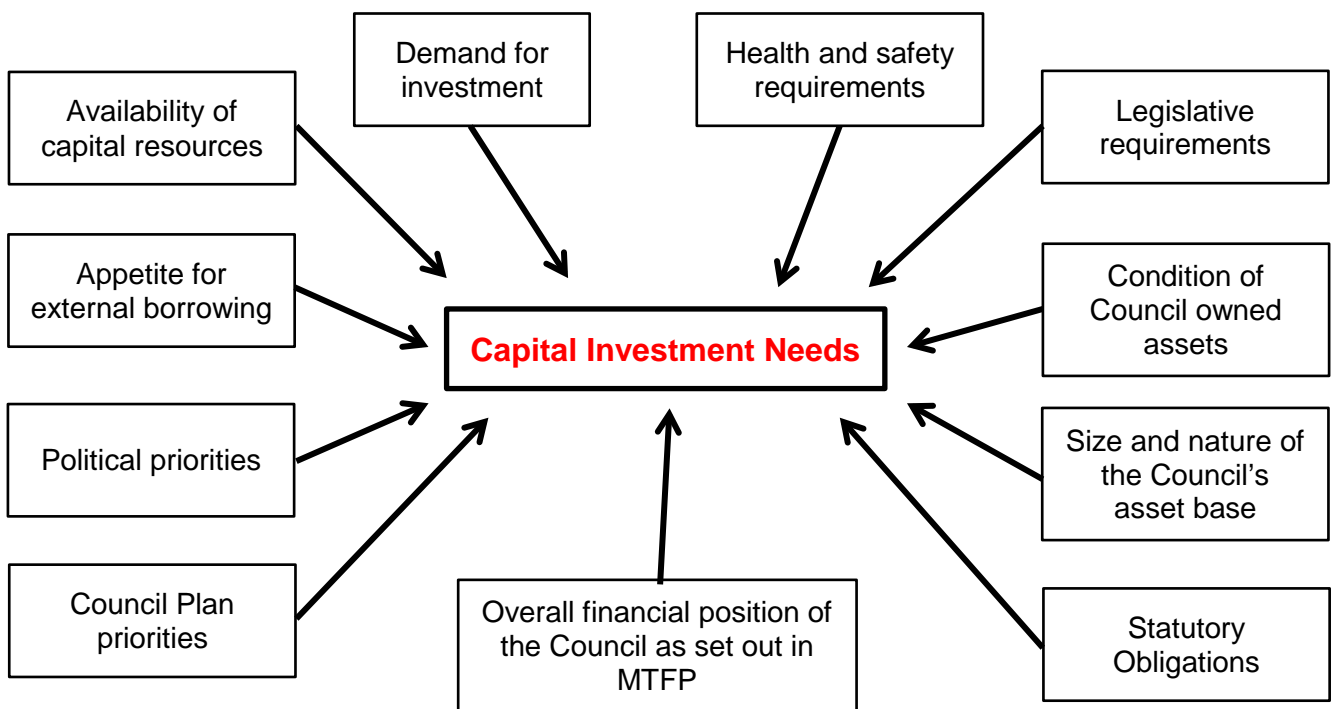 Demand for
investment
Health and safety
requirements
Availability of
capital resources
Legislative
requirements
Appetite for
external borrowing
Condition of
Council owned
assets
Capital Investment Needs
Political priorities
Size and nature of
the Council’s
asset base
Council Plan
priorities
Overall financial position of
the Council as set out in
MTFP
Statutory
Obligations